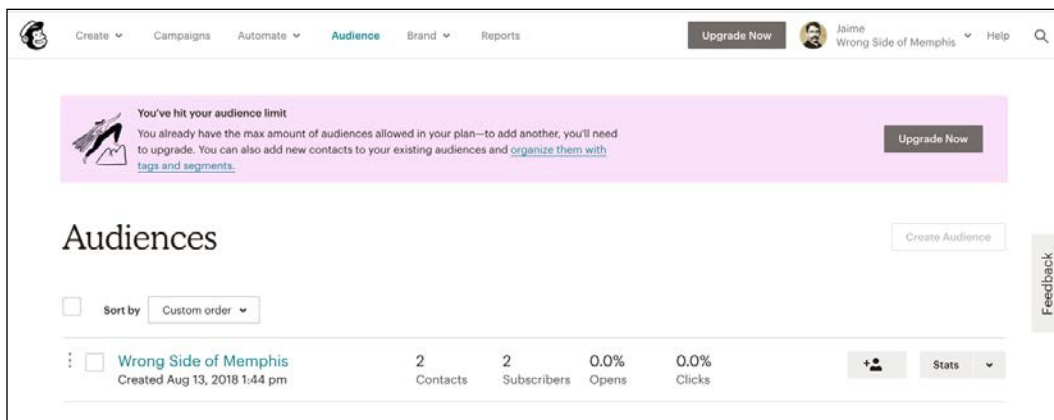 Create Campaigns Automate Audience Brand Reports Upgrade Now Jaime Help
Wrong Side of Memphis
You've hit your audience limit
You already have the max amount of audiences allowed in your plan—to add another, you'll need
to upgrade. You can also add new contacts to your existing audiences and organize them with
tags and segments.
Upgrade Now
Audiences
Create Audience
Feedback
Sort by Custom order
Wrong Side of Memphis 2 2 0.0% 0.0% Stats
Created Aug 13, 2018 1:44 pm Contacts Subscribers Opens Clicks